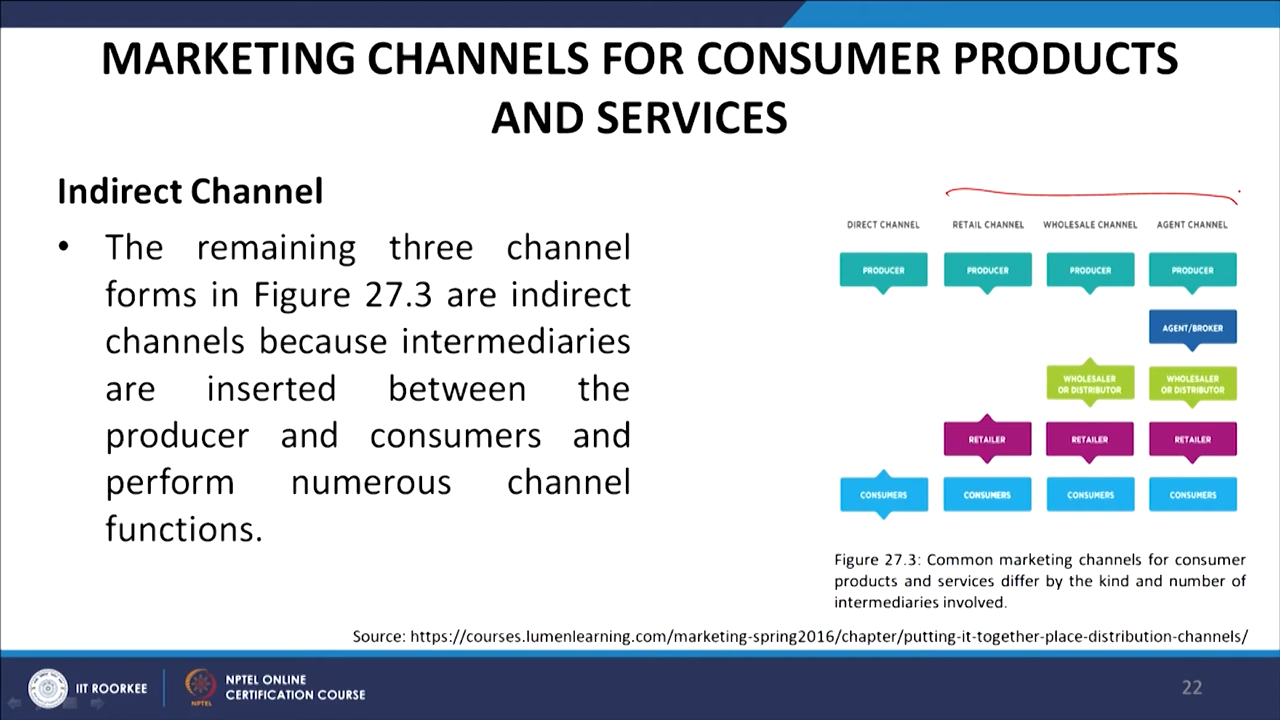 MARKETING CHANNELS FOR CONSUMER PRODUCTS
AND SERVICES
Indirect Channel
• The remaining three channel
forms in Figure 27.3 are indirect
channels because intermediaries
are inserted between the
producer and consumers and
perform numerous channel
functions.
DIRECT CHANNEL RETAIL CHANNEL WHOLESALE CHANNEL AGENT CHANNEL
PRODUCER PRODUCER PRODUCER PRODUCER
AGENT/BROKER
WHOLESALER
OR DISTRIBUTOR
WHOLESALER
OR DISTRIBUTOR
RETAILER RETAILER RETAILER
CONSUMERS CONSUMERS CONSUMERS CONSUMERS
Figure 27.3: Common marketing channels for consumer
products and services differ by the kind and number of
intermediaries involved.
Source: https://courses.lumenlearning.com/marketing-spring2016/chapter/putting-it-together-place-distribution-channels/
IIT ROORKEE
NPTEL
NPTEL ONLINE
CERTIFICATION COURSE
22